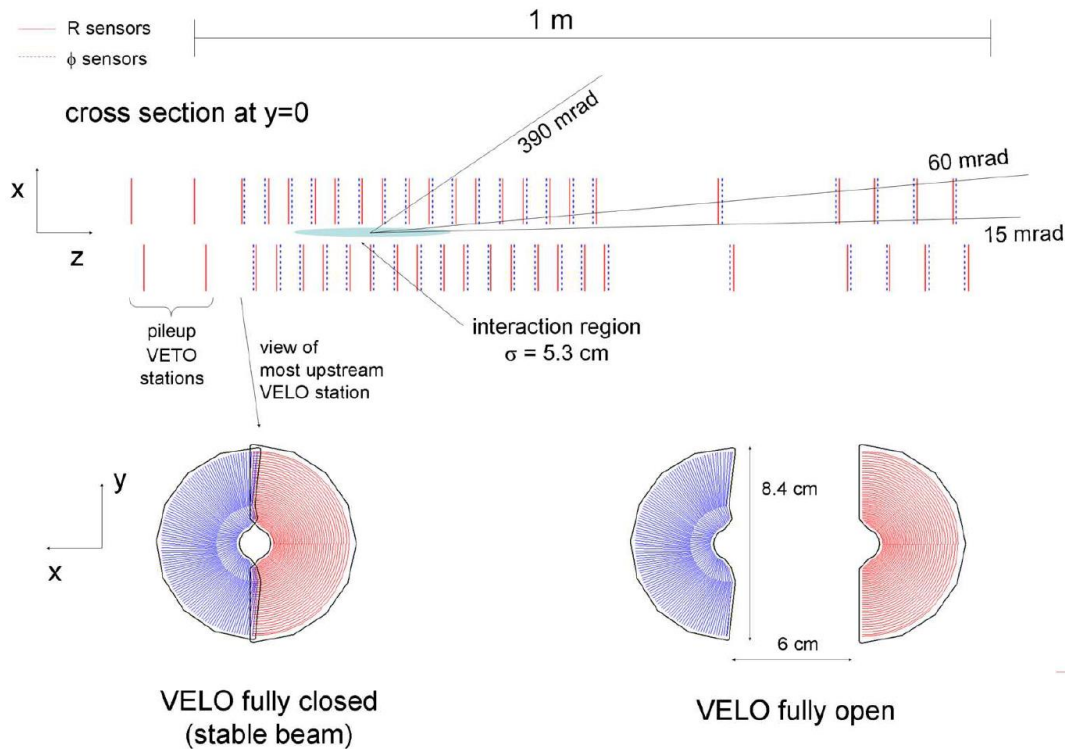 R sensors
ϕ sensors
1 m
cross section at y=0
390 mrad
60 mrad
15 mrad
x
z
pileup
VETO
stations
view of
most upstream
VELO station
interaction region
σ = 5.3 cm
y
x
8.4 cm
6 cm
VELO fully closed
(stable beam)
VELO fully open